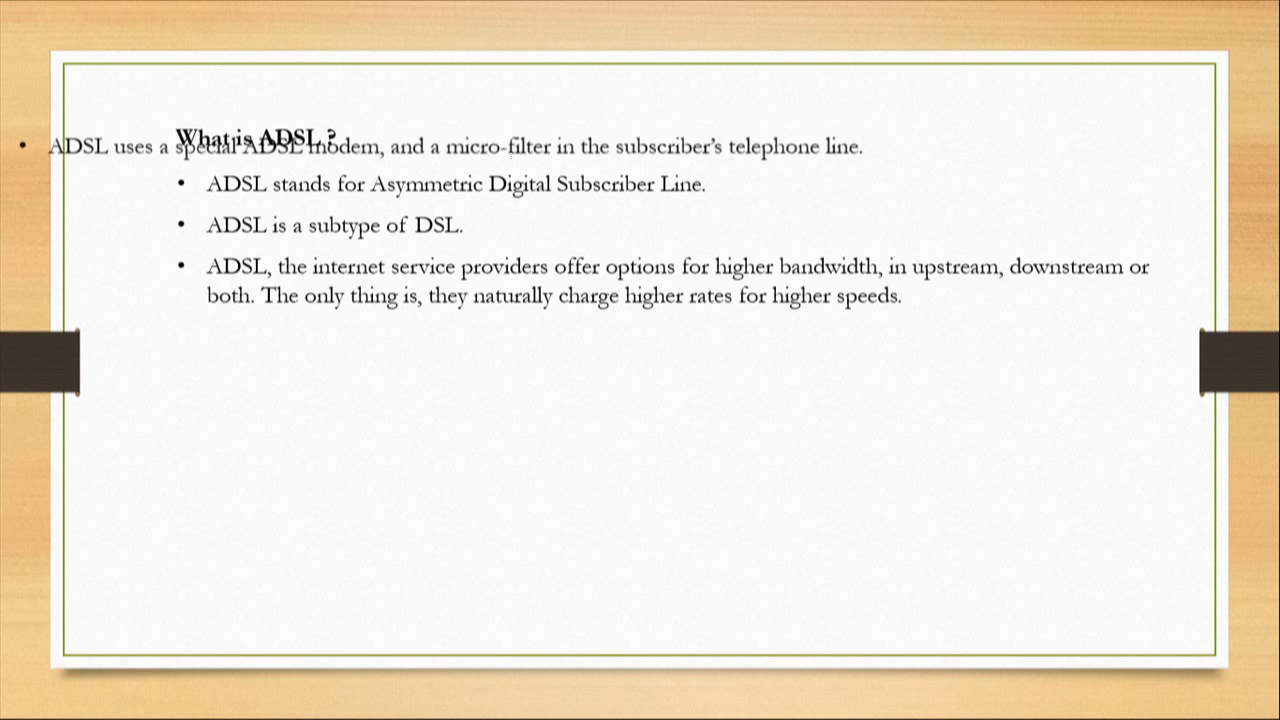 What is ADSL ?
• ADSL uses a special ADSL modem, and a micro-filter in the subscriber’s telephone line.
• ADSL stands for Asymmetric Digital Subscriber Line.
• ADSL is a subtype of DSL.
• ADSL, the internet service providers offer options for higher bandwidth, in upstream, downstream or
both. The only thing is, they naturally charge higher rates for higher speeds.